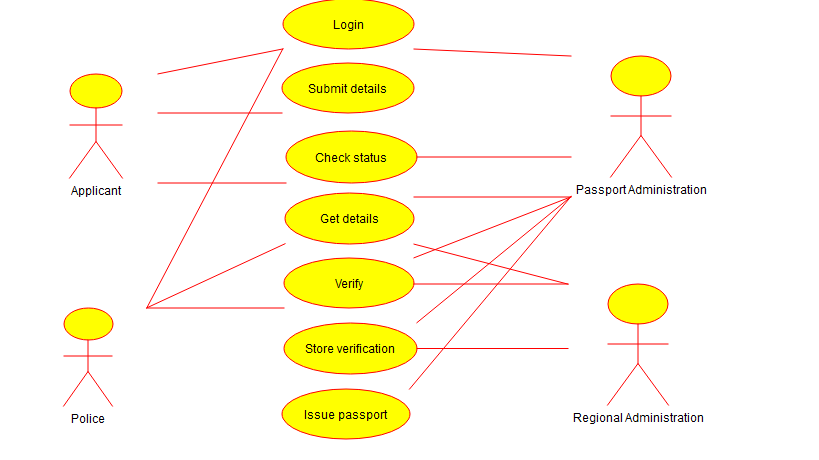 Login
Submit details
Applicant
Check status
Passport Administration
Get details
Verify
Store verification
Police
Issue passport
Regional Administration